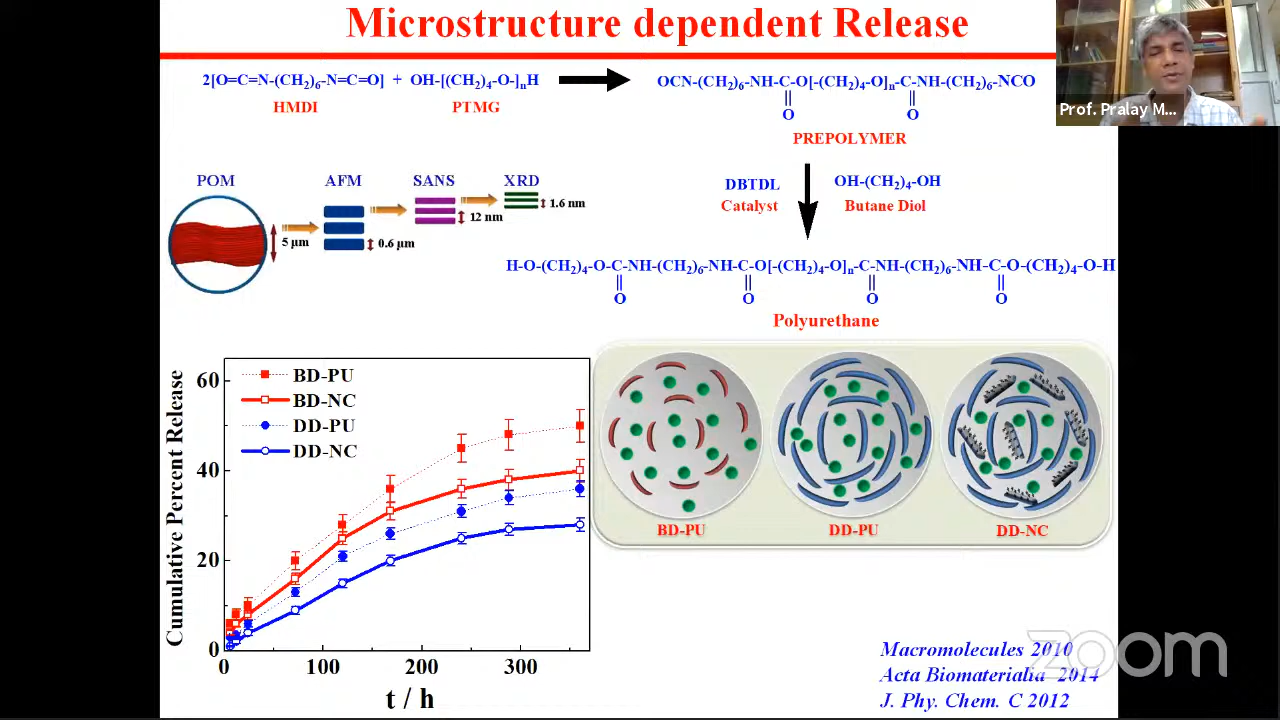 Microstructure dependent Release
2[O=C=N-(CH2)6-N=C=O] + OH-[(CH2)4-O-]nH
HMDI PTMG
OCN-(CH2)6-NH-C-O[-(CH2)4-O]n-C-NH-(CH2)6-NCO
O O
PREPOLYMER
Prof. Pralay M...
POM AFM SANS XRD
5 μm 0.6 μm 12 nm 1.6 nm
DBTDL OH-(CH2)4-OH
Catalyst Butane Diol
H-O-(CH2)4-O-C-NH-(CH2)6-NH-C-O[-(CH2)4-O]n-C-NH-(CH2)6-NH-C-O-(CH2)4-O-H
O O O O
Polyurethane
Cumulative Percent Release
60
40
20
0
BD-PU
BD-NC
DD-PU
DD-NC
0 100 200 300
t / h
BD-PU DD-PU DD-NC
Macromolecules 2010
Acta Biomaterialia 2014
J. Phy. Chem. C 2012
zoom